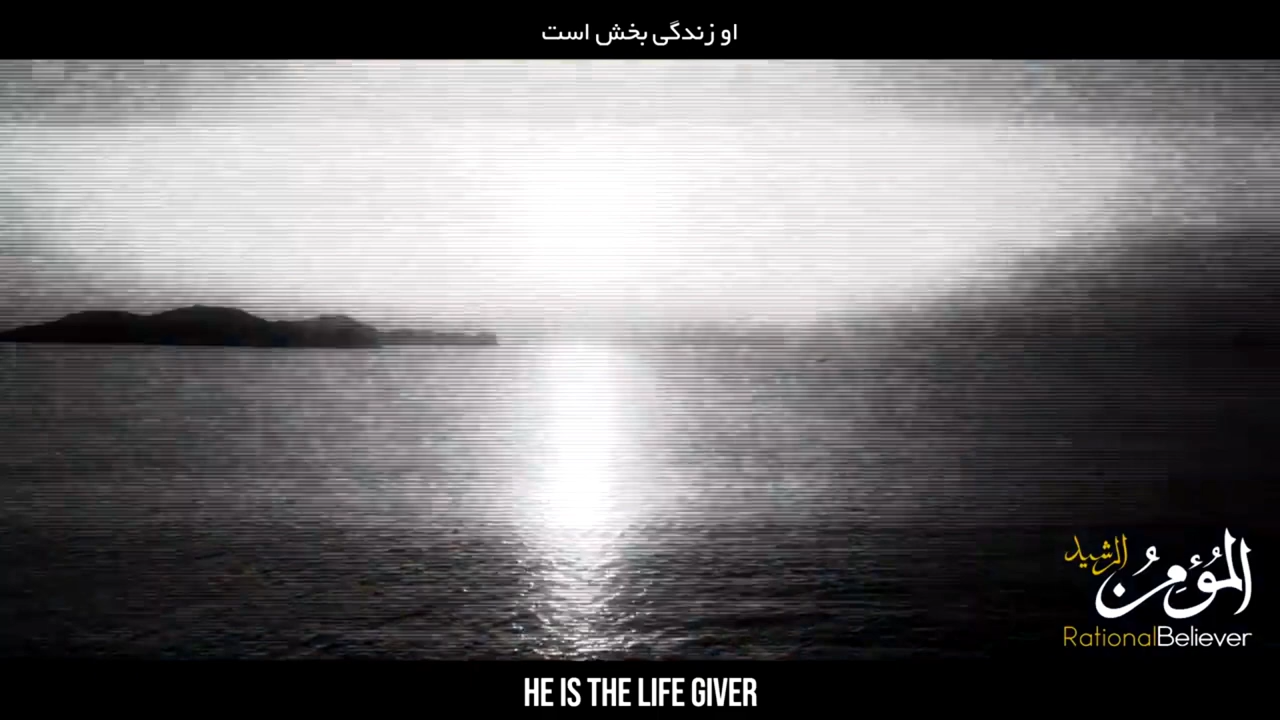 او زندگی بخش است
المؤمنُ
الرشيد
RationalBeliever
HE IS THE LIFE GIVER